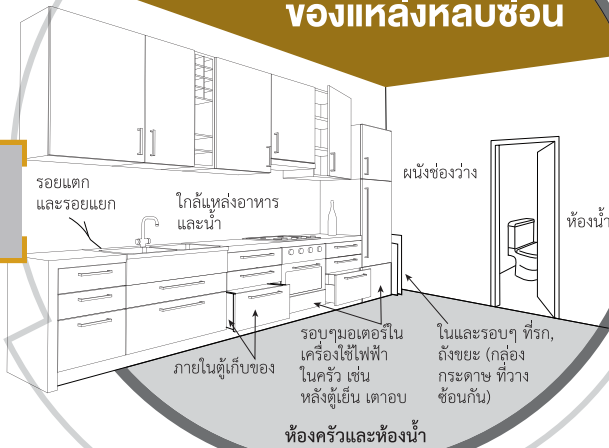 ของแหล่งหลบซ่อน
รอยแตก
และรอยแยก
ใกล้แหล่งอาหาร
และน้ำ
ผนังช่องว่าง
ห้องน้ำ
ภายในตู้เก็บของ
รอบๆมอเตอร์ใน
เครื่องใช้ไฟฟ้า
ในครัว เช่น
หลังตู้เย็น เตาอบ
ในและรอบๆ ที่รก,
ถังขยะ (กล่อง
กระดาษ ที่วาง
ซ้อนกัน)
ห้องครัวและห้องน้ำ